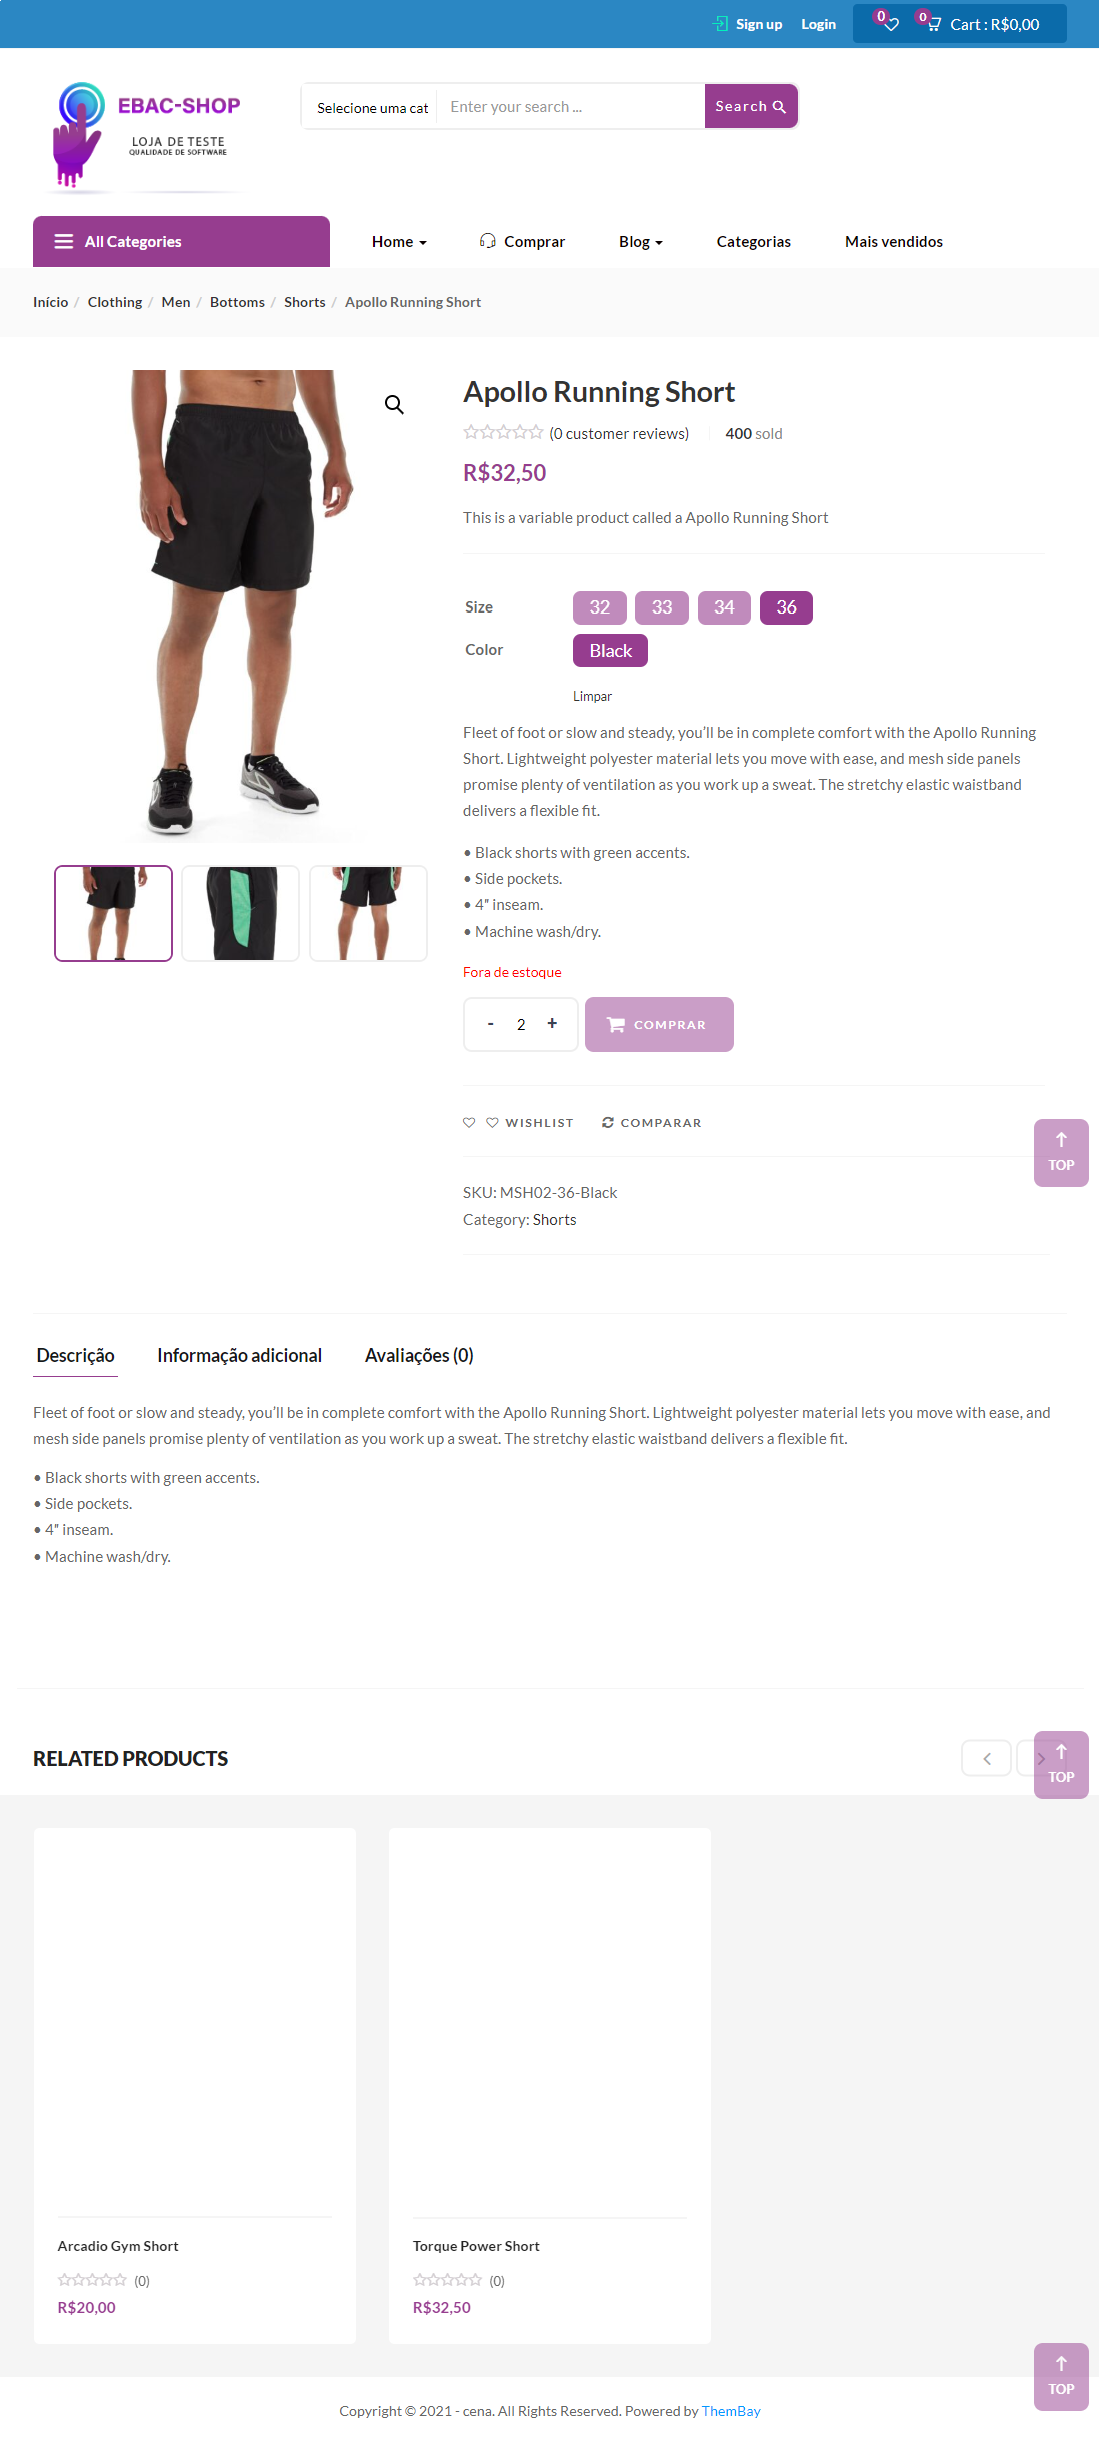 Sign up Login 0 0 Cart : R$0,00
EBAC-SHOP
LOJA DE TESTE
QUALIDADE DE SOFTWARE
Selecione uma cat Enter your search ... Search
All Categories Home Comprar Blog Categorias Mais vendidos
Início / Clothing / Men / Bottoms / Shorts / Apollo Running Short
Apollo Running Short
(0 customer reviews) 400 sold
R$32,50
This is a variable product called a Apollo Running Short
Size 32 33 34 36
Color Black
Limpar
Fleet of foot or slow and steady, you’ll be in complete comfort with the Apollo Running
Short. Lightweight polyester material lets you move with ease, and mesh side panels
promise plenty of ventilation as you work up a sweat. The stretchy elastic waistband
delivers a flexible fit.
• Black shorts with green accents.
• Side pockets.
• 4″ inseam.
• Machine wash/dry.
Fora de estoque
- 2 + COMPRAR
WISHLIST COMPARAR
TOP
SKU: MSH02-36-Black
Category: Shorts
Descrição Informação adicional Avaliações (0)
Fleet of foot or slow and steady, you’ll be in complete comfort with the Apollo Running Short. Lightweight polyester material lets you move with ease, and
mesh side panels promise plenty of ventilation as you work up a sweat. The stretchy elastic waistband delivers a flexible fit.
• Black shorts with green accents.
• Side pockets.
• 4″ inseam.
• Machine wash/dry.
RELATED PRODUCTS
TOP
Arcadio Gym Short Torque Power Short
(0) (0)
R$20,00 R$32,50
TOP
Copyright © 2021 - cena. All Rights Reserved. Powered by ThemBay